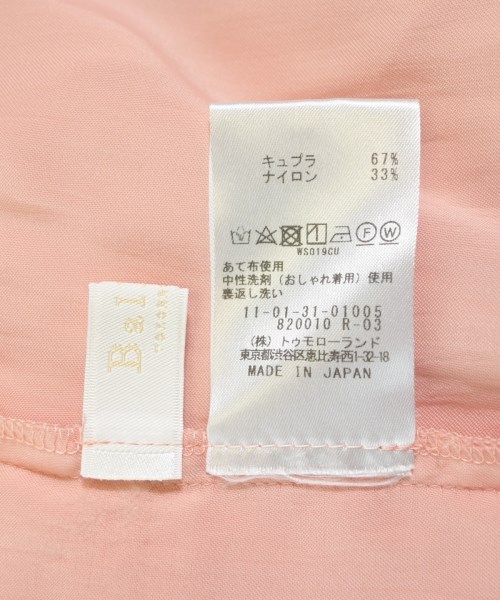 キュプラ 67%
ナイロン 33%
F W
WS019CU
あて布使用
中性洗剤（おしゃれ着用）使用
裏返し洗い
11-01-31-01005
820010 R-03
(株) トゥモローランド
東京都渋谷区恵比寿西1-32-18
MADE IN JAPAN
Bal